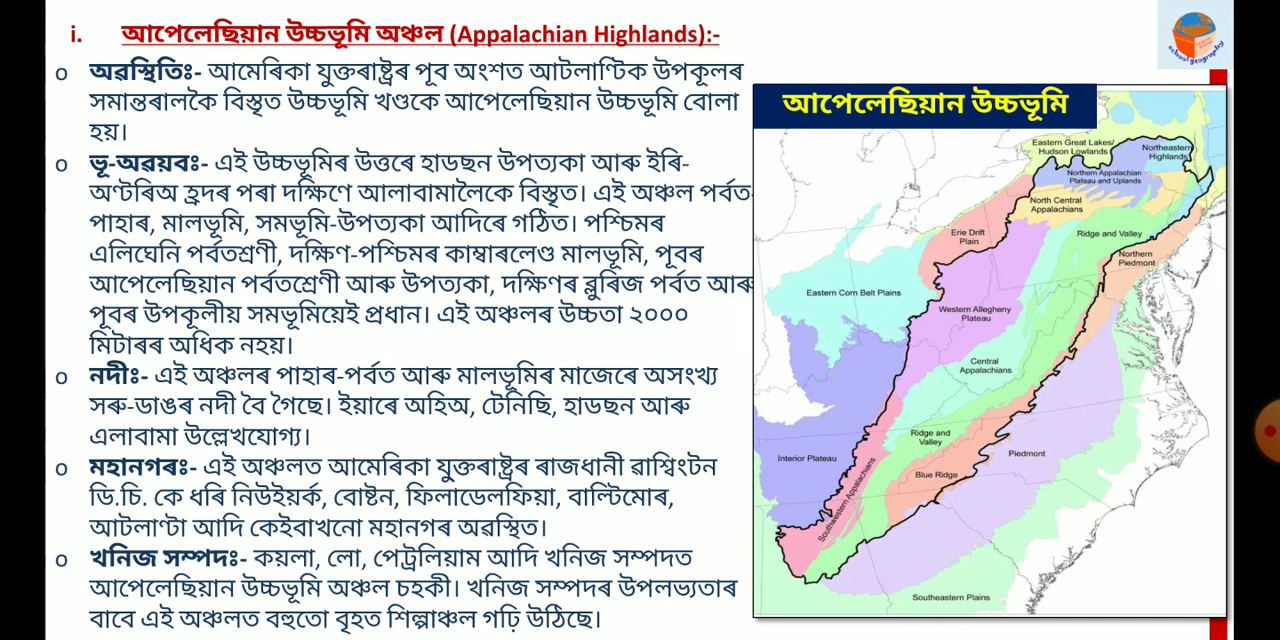 i. আপেলেছিয়ান উচ্চভূমি অঞ্চল (Appalachian Highlands):-
o অৱস্থিতিঃ- আমেৰিকা যুক্তৰাষ্ট্ৰৰ পূব অংশত আটলাণ্টিক উপকূলৰ
সমান্তৰালকৈ বিস্তৃত উচ্চভূমি খণ্ডকে আপেলেছিয়ান উচ্চভূমি বোলা
হয়।
o ভূ-অৱয়বঃ- এই উচ্চভূমিৰ উত্তৰে হাডছন উপত্যকা আৰু ইৰি-
অণ্টৰিঅ হ্ৰদৰ পৰা দক্ষিণে আলাবামালৈকে বিস্তৃত। এই অঞ্চল পৰ্বত-
পাহাৰ, মালভূমি, সমভূমি-উপত্যকা আদিৰে গঠিত। পশ্চিমৰ
এলিঘেনি পৰ্বতশ্ৰণী, দক্ষিণ-পশ্চিমৰ কাম্বাৰলেণ্ড মালভূমি, পূবৰ
আপেলেছিয়ান পৰ্বতশ্ৰেণী আৰু উপত্যকা, দক্ষিণৰ ব্লুৰিজ পৰ্বত আৰু
পূবৰ উপকূলীয় সমভূমিয়েই প্ৰধান। এই অঞ্চলৰ উচ্চতা ২০০০
মিটাৰৰ অধিক নহয়।
o নদীঃ- এই অঞ্চলৰ পাহাৰ-পৰ্বত আৰু মালভূমিৰ মাজেৰে অসংখ্য
সৰু-ডাঙৰ নদী বৈ গৈছে। ইয়াৰে অহিঅ, টেনিছি, হাডছন আৰু
এলাবামা উল্লেখযোগ্য।
o মহানগৰঃ- এই অঞ্চলত আমেৰিকা যুক্তৰাষ্ট্ৰৰ ৰাজধানী ৱাশ্বিংটন
ডি.চি. কে ধৰি নিউইয়ৰ্ক, বোষ্টন, ফিলাডেলফিয়া, বাল্টিমোৰ,
আটলাণ্টা আদি কেইবাখনো মহানগৰ অৱস্থিত।
o খনিজ সম্পদঃ- কয়লা, লো, পেট্ৰলিয়াম আদি খনিজ সম্পদত
আপেলেছিয়ান উচ্চভূমি অঞ্চল চহকী। খনিজ সম্পদৰ উপলভ্যতাৰ
বাবে এই অঞ্চলত বহুতো বৃহত শিল্পাঞ্চল গঢ়ি উঠিছে।
school geography
আপেলেছিয়ান উচ্চভূমি
Eastern Great Lakes/
Hudson Lowlands
Northeastern
Highlands
Northern Appalachian
Plateau and Uplands
North Central
Appalachians
Erie Drift
Plain
Ridge and Valley
Northern
Piedmont
Eastern Corn Belt Plains
Western Allegheny
Plateau
Central
Appalachians
Ridge and
Valley
Interior Plateau
Piedmont
Blue Ridge
Southwestern Appalachians
Southeastern Plains